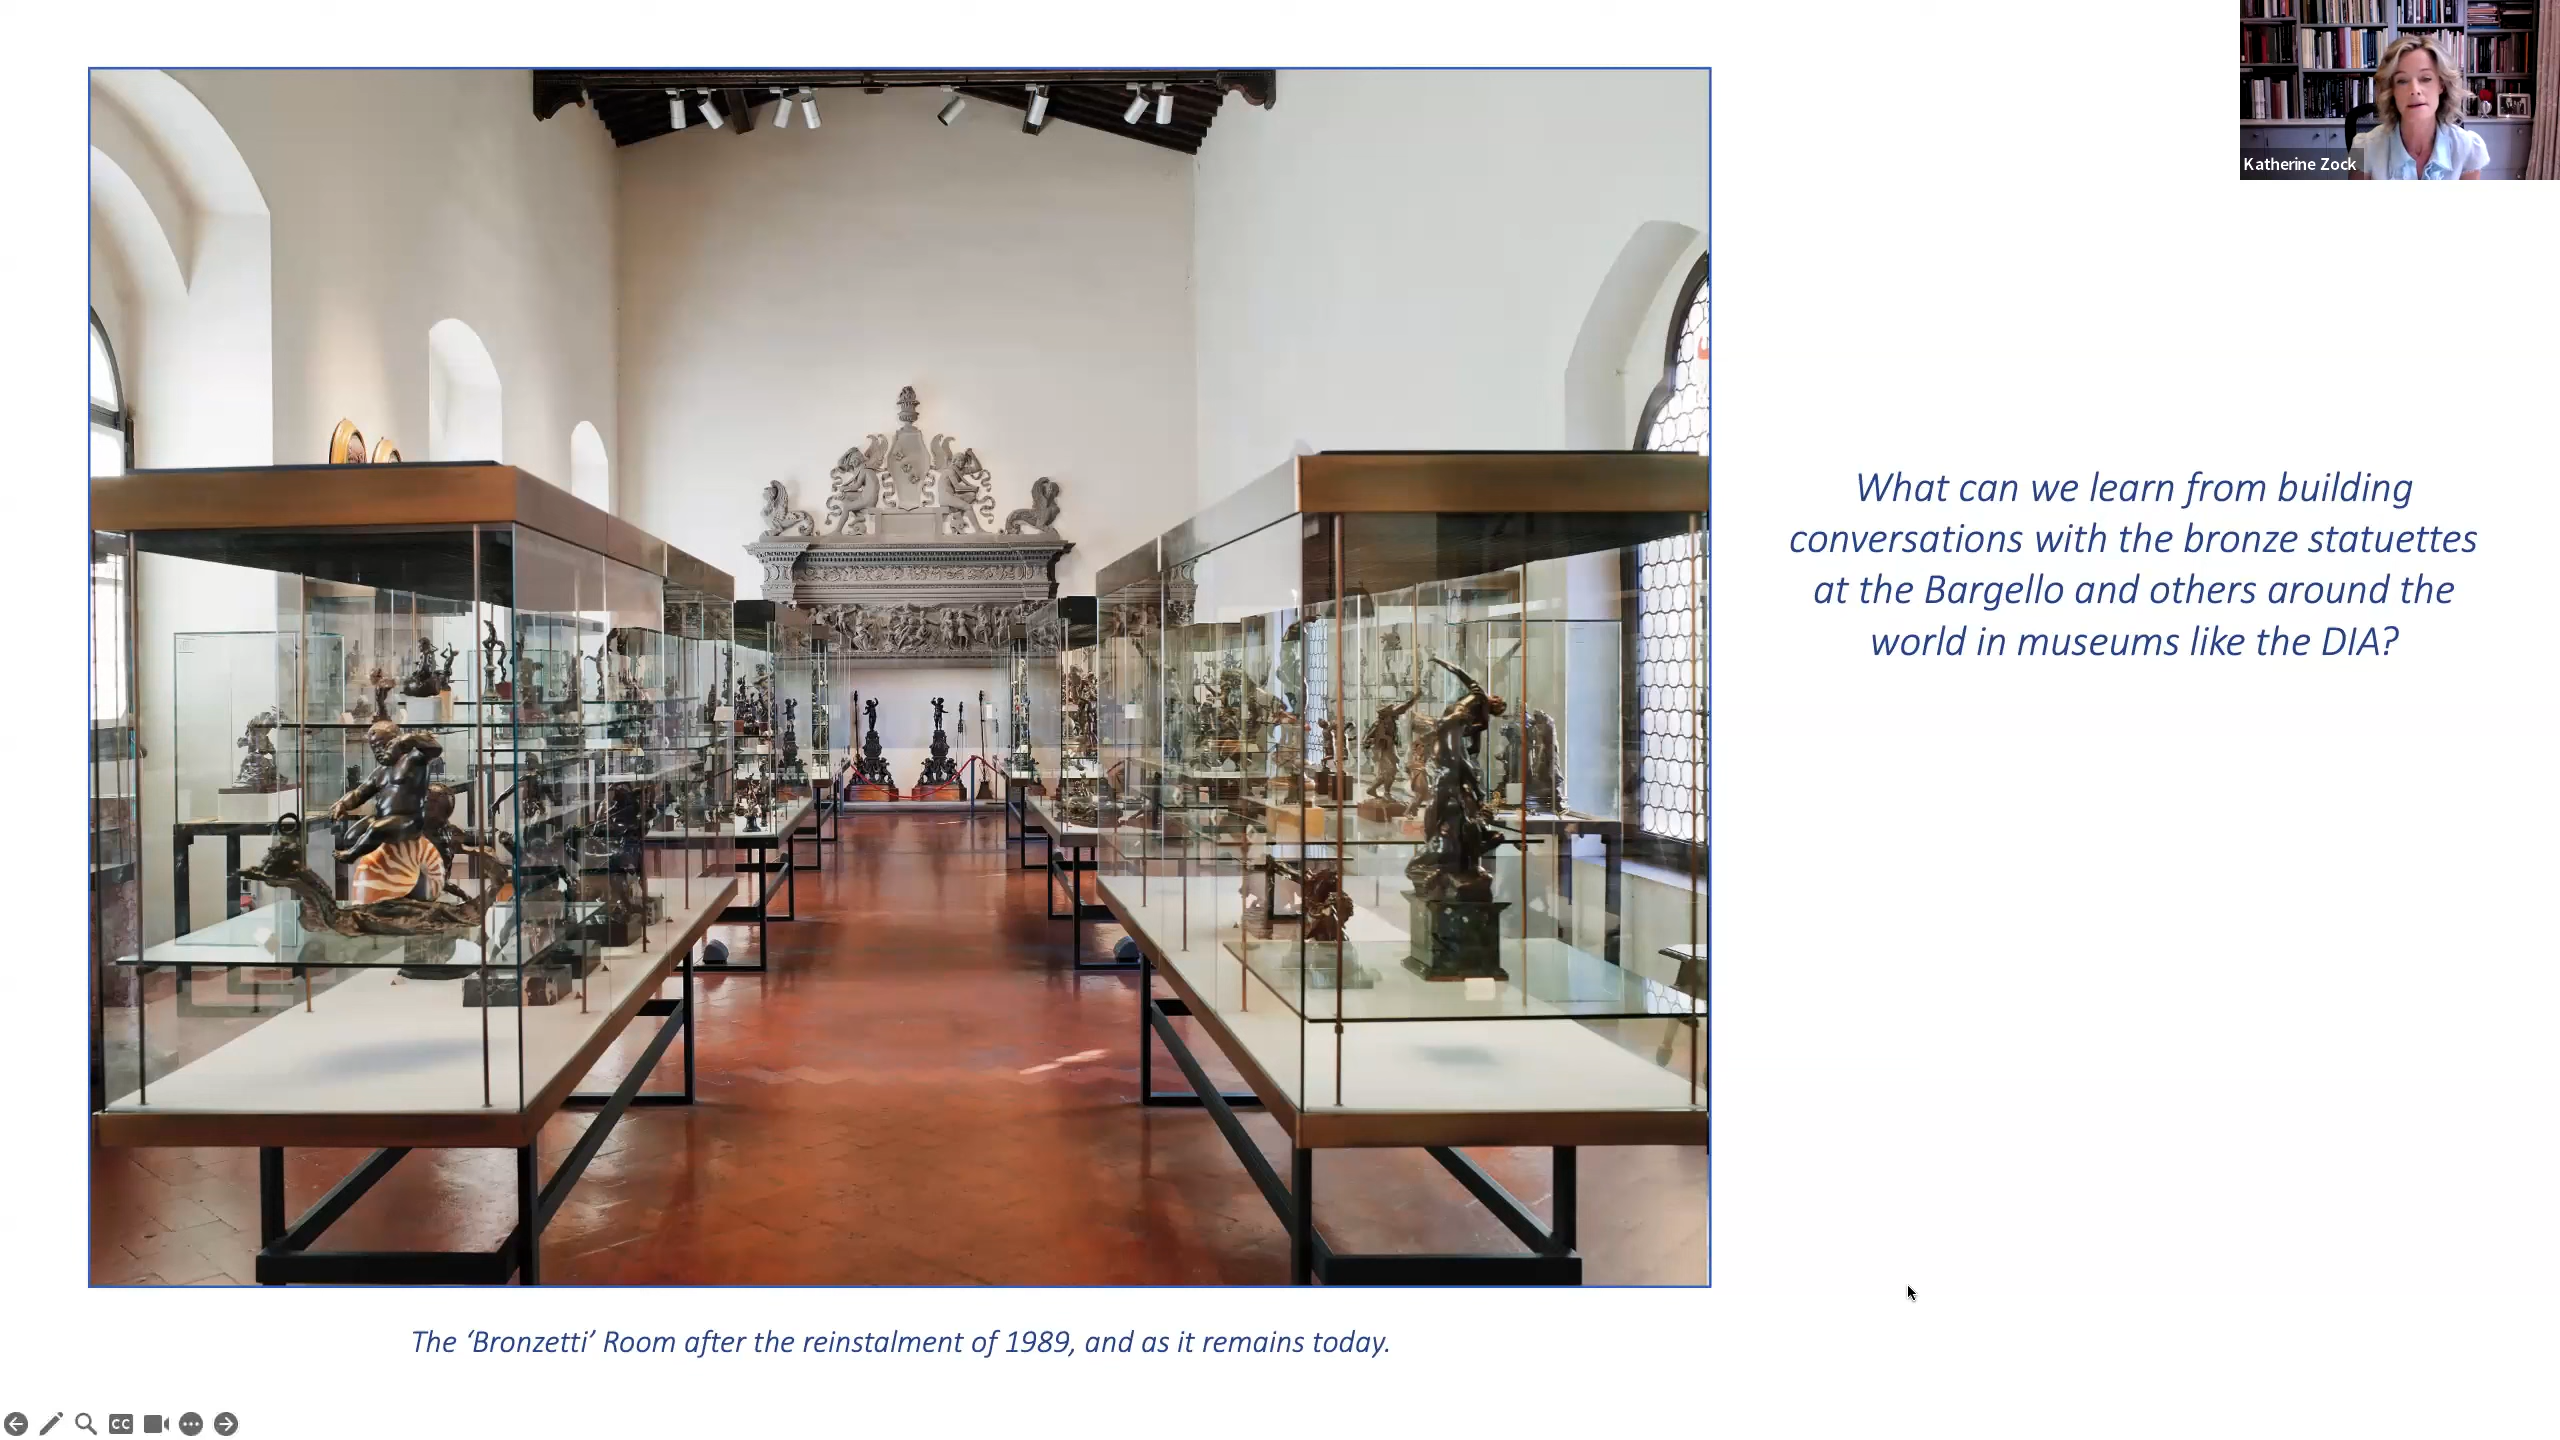 Katherine Zock
What can we learn from building
conversations with the bronze statuettes
at the Bargello and others around the
world in museums like the DIA?
The ‘Bronzetti’ Room after the reinstalment of 1989, and as it remains today.
CC